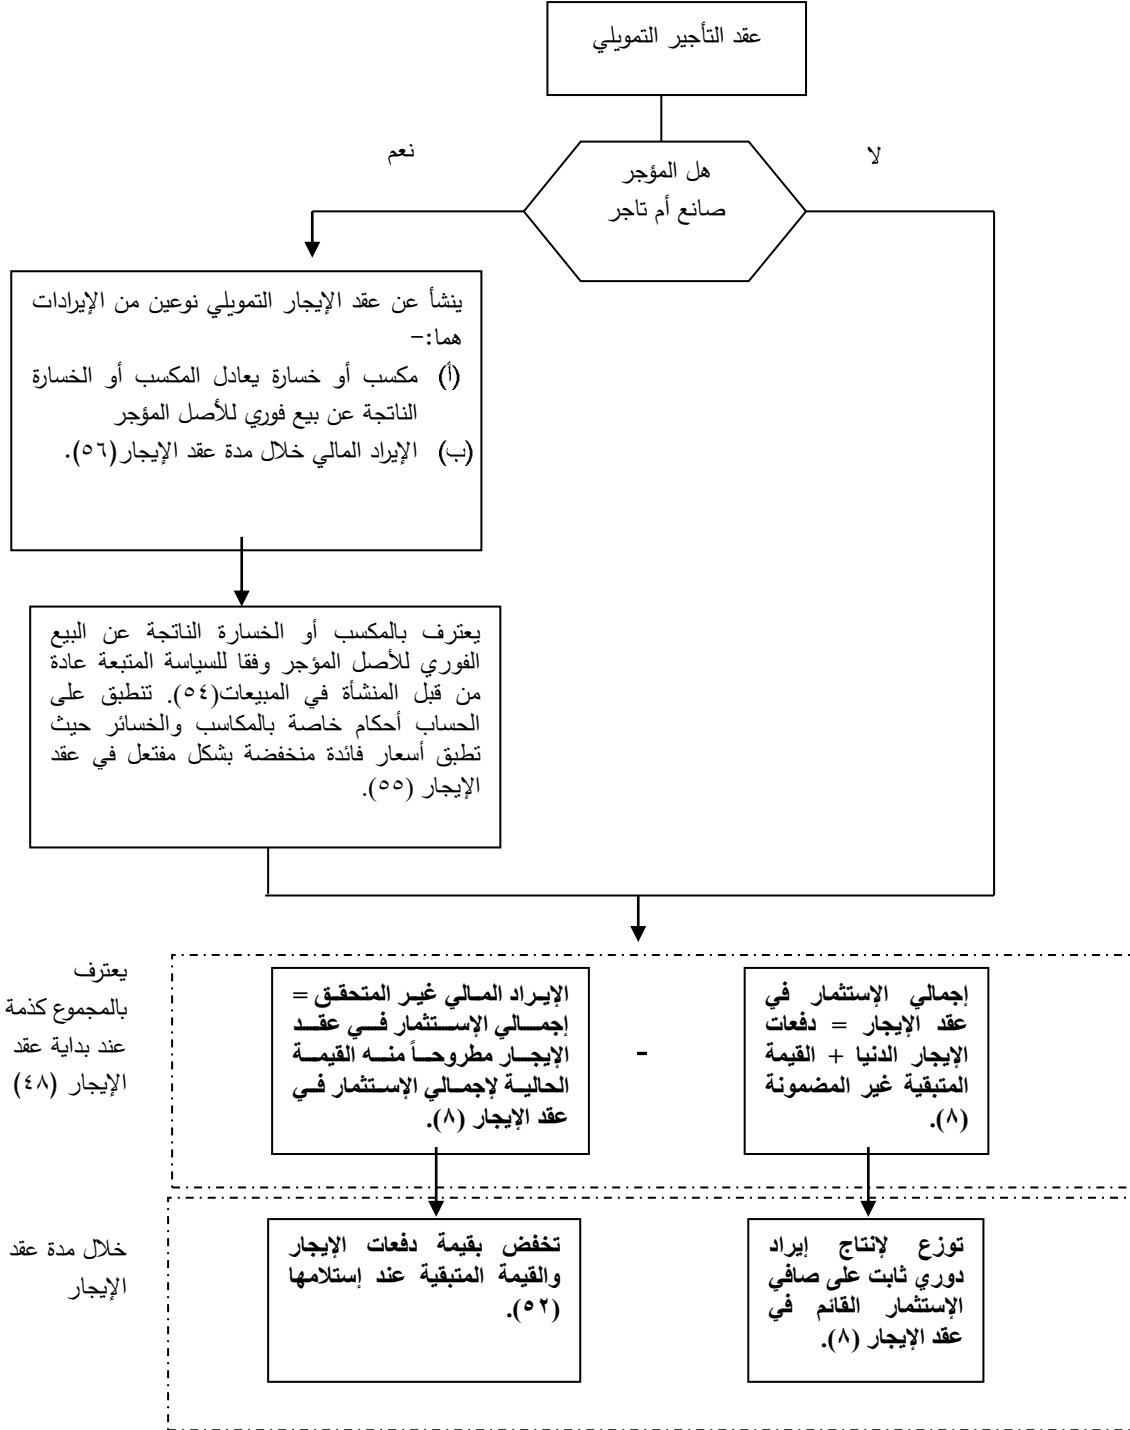 عقد التأجير التمويلي
لا
نعم
هل المؤجر
صانع أم تاجر
ينشأ عن عقد الإيجار التمويلي نوعين من الإيرادات
هما:-
(أ) مكسب أو خسارة يعادل المكسب أو الخسارة
الناتجة عن بيع فوري للأصل المؤجر
(ب) الإيراد المالي خلال مدة عقد الإيجار(٥٦).
يعترف بالمكسب أو الخسارة الناتجة عن البيع
الفوري للأصل المؤجر وفقا للسياسة المتبعة عادة
من قبل المنشأة في المبيعات(٥٤). تنطبق على
الحساب أحكام خاصة بالمكاسب والخسائر حيث
تطبق أسعار فائدة منخفضة بشكل مفتعل في عقد
الإيجار (٥٥).
إجمالي الإستثمار في
عقد الإيجار = دفعات
الإيجار الدنيا + القيمة
المتبقية غير المضمونة
(٨).
-
الإيراد المالي غير المتحقق =
إجمالي الإستثمار في عقد
الإيجار مطروحاً منه القيمة
الحالية لإجمالي الإستثمار في
عقد الإيجار (٨).
يعترف
بالمجموع كذمة
عند بداية عقد
الإيجار (٤٨)
توزع لإنتاج إيراد
دوري ثابت على صافي
الإستثمار القائم في
عقد الإيجار (٨).
تخفض بقيمة دفعات الإيجار
والقيمة المتبقية عند إستلامها
(٥٢).
خلال مدة عقد
الإيجار